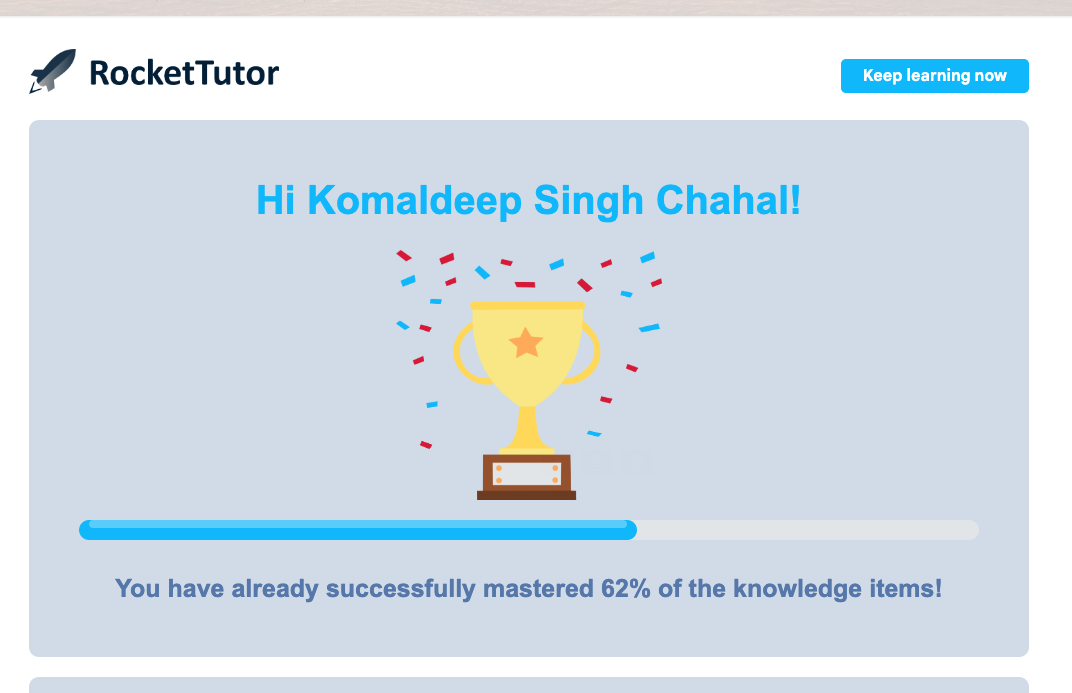 RocketTutor
Keep learning now
Hi Komaldeep Singh Chahal!
You have already successfully mastered 62% of the knowledge items!